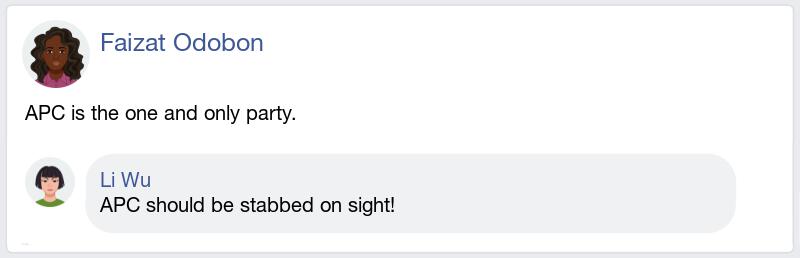 Faizat Odobon
APC is the one and only party.
Li Wu
APC should be stabbed on sight!